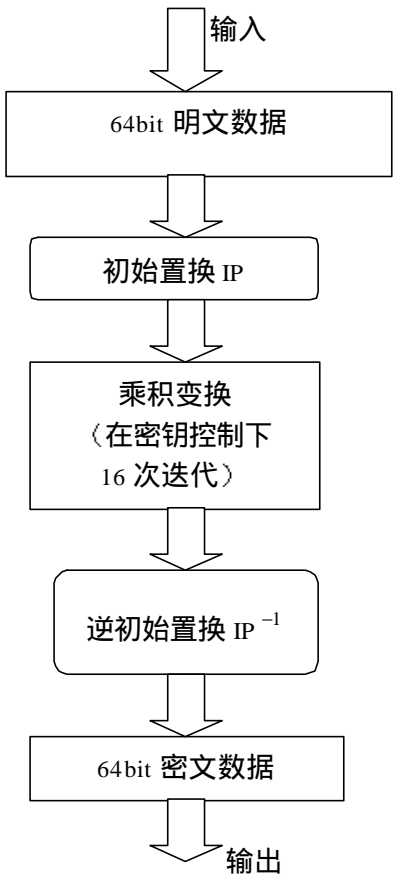 输入
64bit 明文数据
初始置换 IP
乘积变换
（在密钥控制下
16 次迭代）
逆初始置换 IP⁻¹
64bit 密文数据
输出